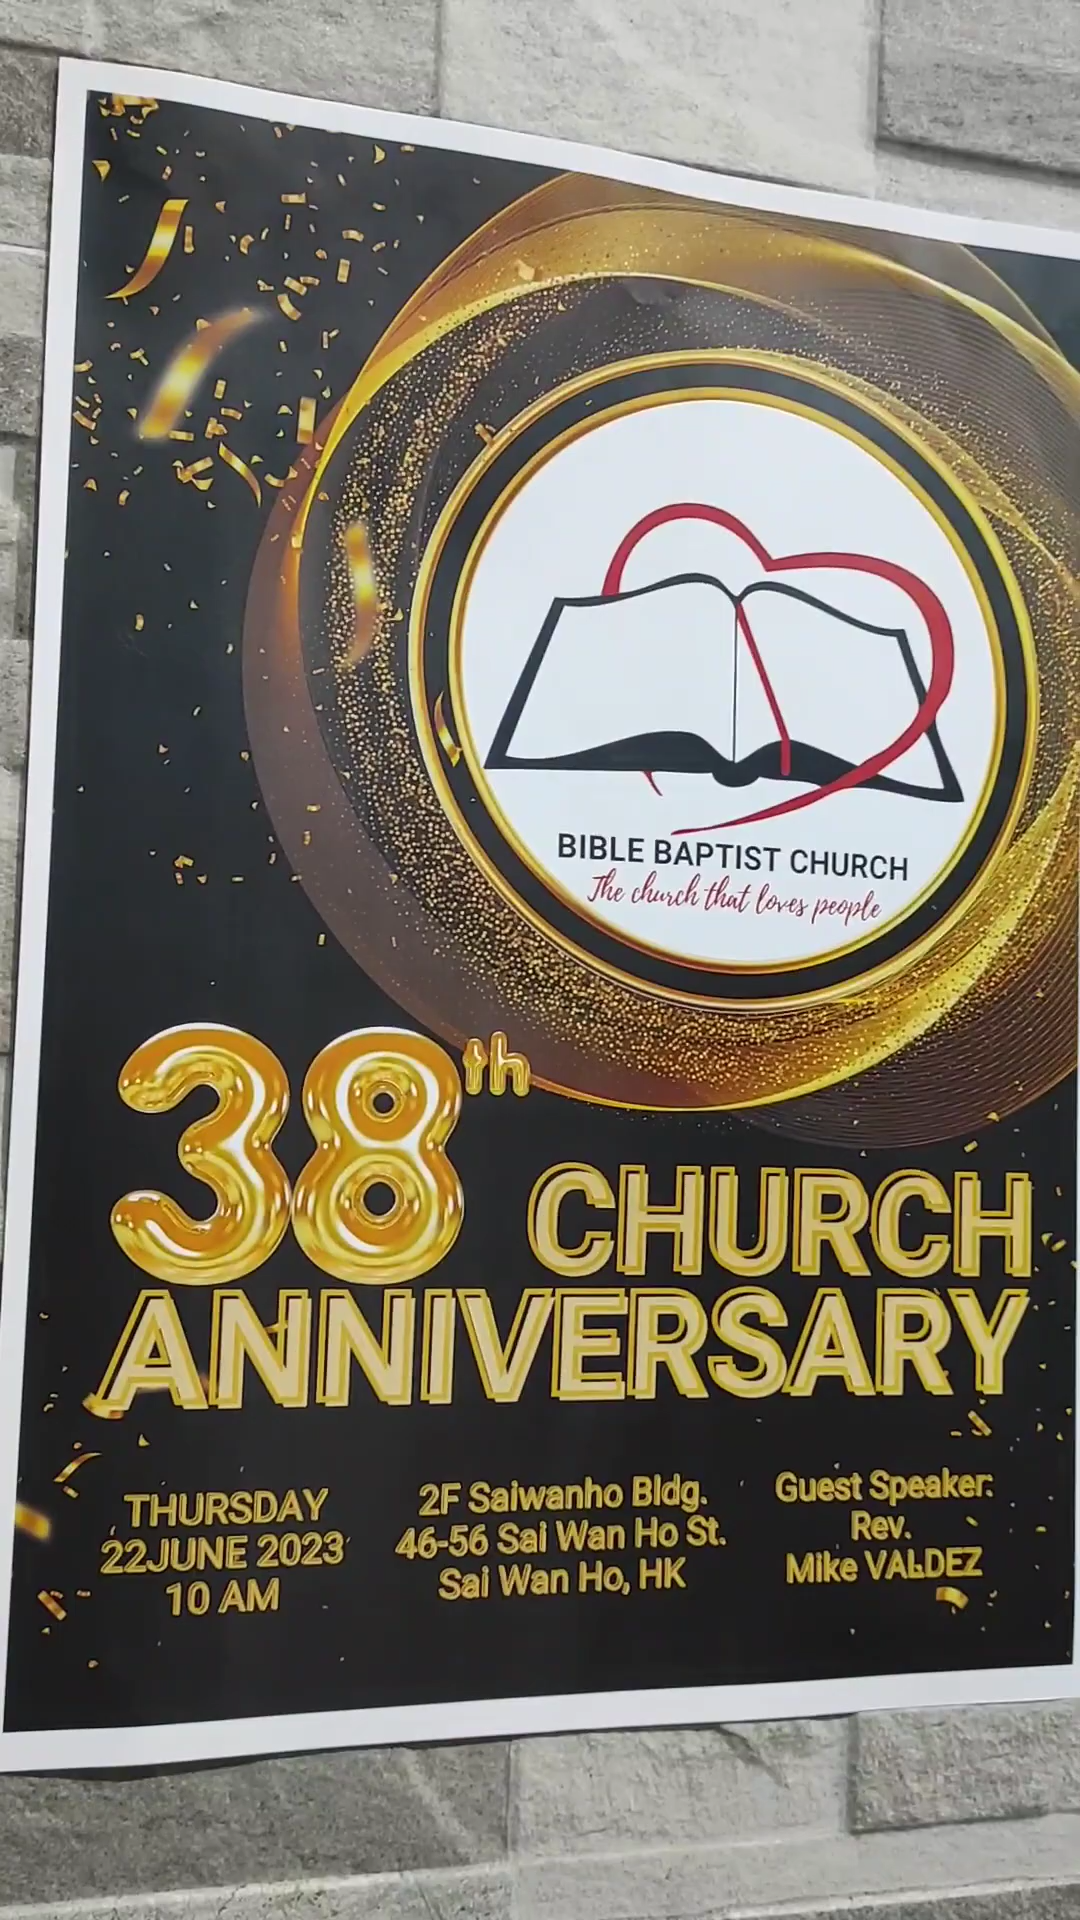 BIBLE BAPTIST CHURCH
The church that loves people
38th CHURCH
ANNIVERSARY
THURSDAY
22JUNE 2023
10 AM
2F Saiwanho Bldg.
46-56 Sai Wan Ho St.
Sai Wan Ho, HK
Guest Speaker:
Rev.
Mike VALDEZ